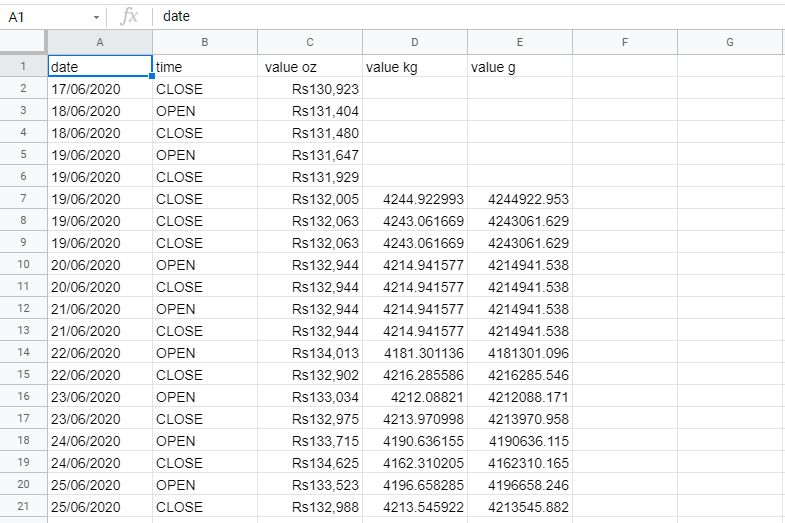 A1 fx date
A B C D E F G
1 date time value oz value kg value g
2 17/06/2020 CLOSE Rs130,923
3 18/06/2020 OPEN Rs131,404
4 18/06/2020 CLOSE Rs131,480
5 19/06/2020 OPEN Rs131,647
6 19/06/2020 CLOSE Rs131,929
7 19/06/2020 CLOSE Rs132,005 4244.922993 4244922.953
8 19/06/2020 CLOSE Rs132,063 4243.061669 4243061.629
9 19/06/2020 CLOSE Rs132,063 4243.061669 4243061.629
10 20/06/2020 OPEN Rs132,944 4214.941577 4214941.538
11 20/06/2020 CLOSE Rs132,944 4214.941577 4214941.538
12 21/06/2020 OPEN Rs132,944 4214.941577 4214941.538
13 21/06/2020 CLOSE Rs132,944 4214.941577 4214941.538
14 22/06/2020 OPEN Rs134,013 4181.301136 4181301.096
15 22/06/2020 CLOSE Rs132,902 4216.285586 4216285.546
16 23/06/2020 OPEN Rs133,034 4212.08821 4212088.171
17 23/06/2020 CLOSE Rs132,975 4213.970998 4213970.958
18 24/06/2020 OPEN Rs133,715 4190.636155 4190636.115
19 24/06/2020 CLOSE Rs134,625 4162.310205 4162310.165
20 25/06/2020 OPEN Rs133,523 4196.658285 4196658.246
21 25/06/2020 CLOSE Rs132,988 4213.545922 4213545.882